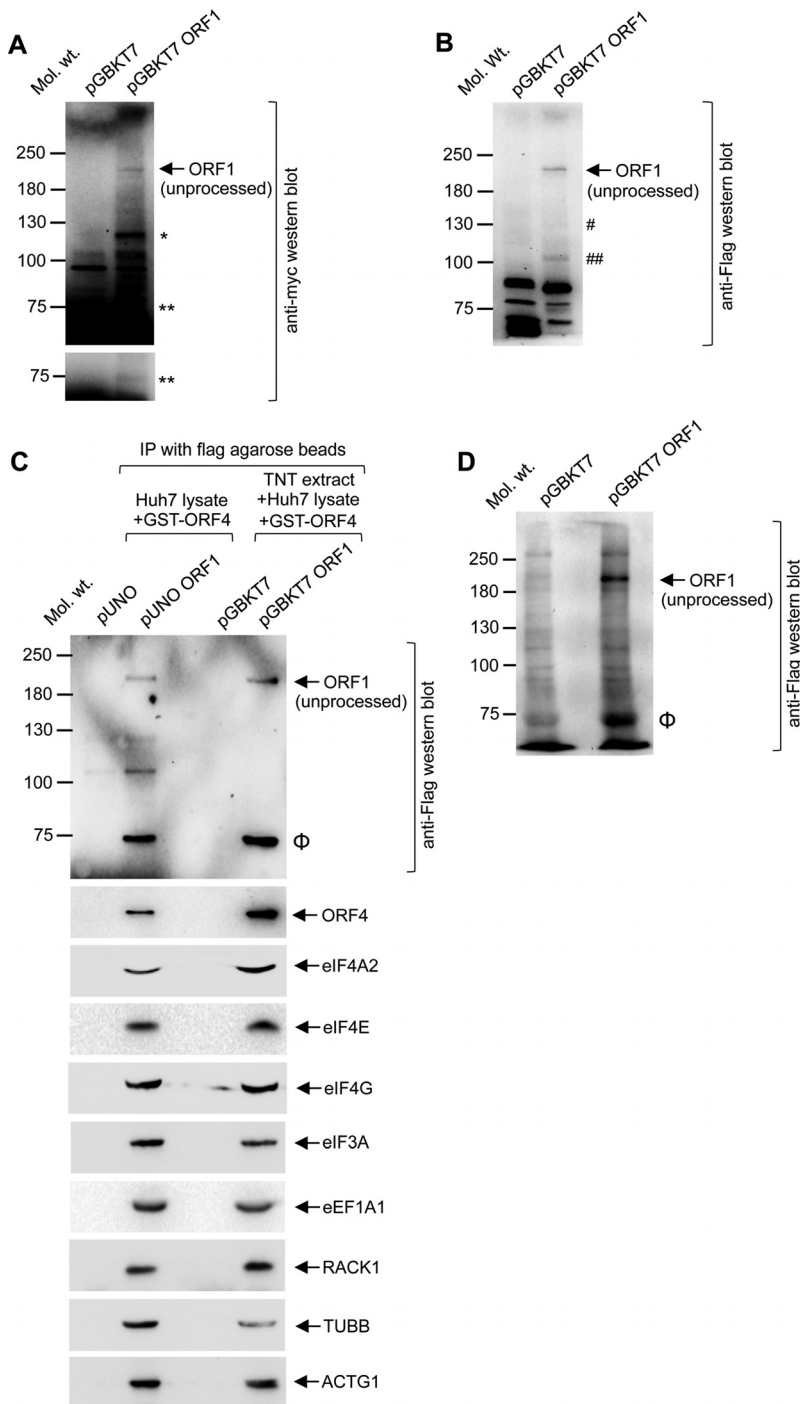 A
Mol. wt.
pGBKT7
pGBKT7 ORF1
250
180
130
100
75
75
ORF1
(unprocessed)
*
**
**
anti-myc western blot
B
Mol. Wt.
pGBKT7
pGBKT7 ORF1
250
180
130
100
75
ORF1
(unprocessed)
#
##
anti-Flag western blot
C
IP with flag agarose beads
Huh7 lysate
+GST-ORF4
TNT extract
+Huh7 lysate
+GST-ORF4
Mol. wt.
pUNO
pUNO ORF1
pGBKT7
pGBKT7 ORF1
250
180
130
100
75
ORF1
(unprocessed)
Φ
anti-Flag western blot
ORF4
eIF4A2
eIF4E
eIF4G
eIF3A
eEF1A1
RACK1
TUBB
ACTG1
D
Mol. wt.
pGBKT7
pGBKT7 ORF1
250
180
130
100
75
ORF1
(unprocessed)
Φ
anti-Flag western blot